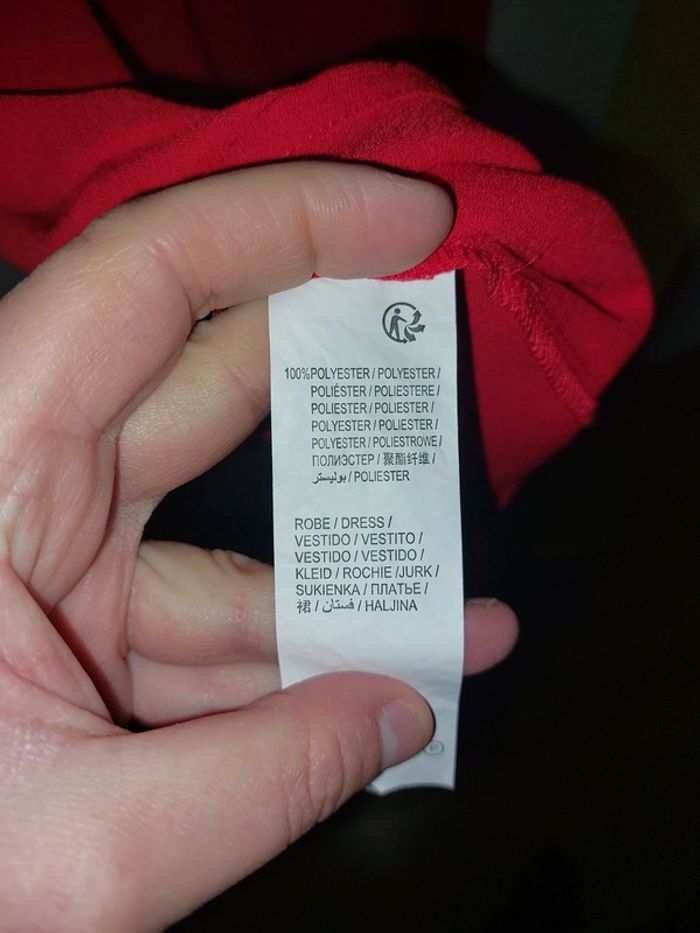 100%POLYESTER / POLYESTER /
POLIÉSTER / POLIESTERE /
POLIESTER / POLIESTER /
POLYESTER / POLIESTER /
POLYESTER / POLIESTROWE /
ПОЛИЭСТЕР / 聚酯纤维 /
بوليستر / POLIESTER
ROBE / DRESS /
VESTIDO / VESTITO /
VESTIDO / VESTIDO /
KLEID / ROCHIE /JURK /
SUKIENKA / ПЛАТЬЕ /
裙 / فستان / HALJINA